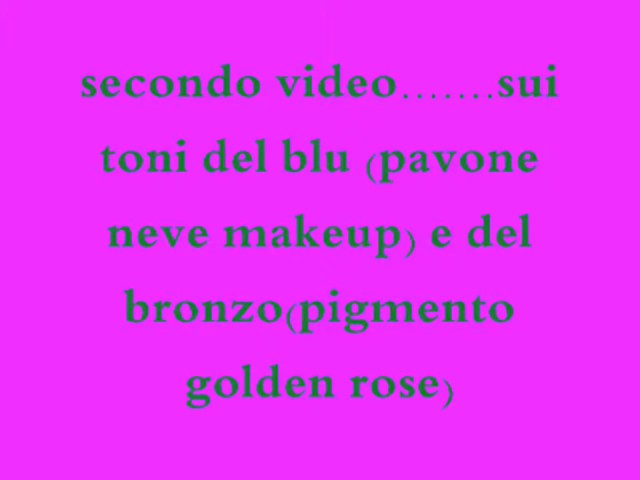 secondo video.......sui
toni del blu (pavone
neve makeup) e del
bronzo(pigmento
golden rose)